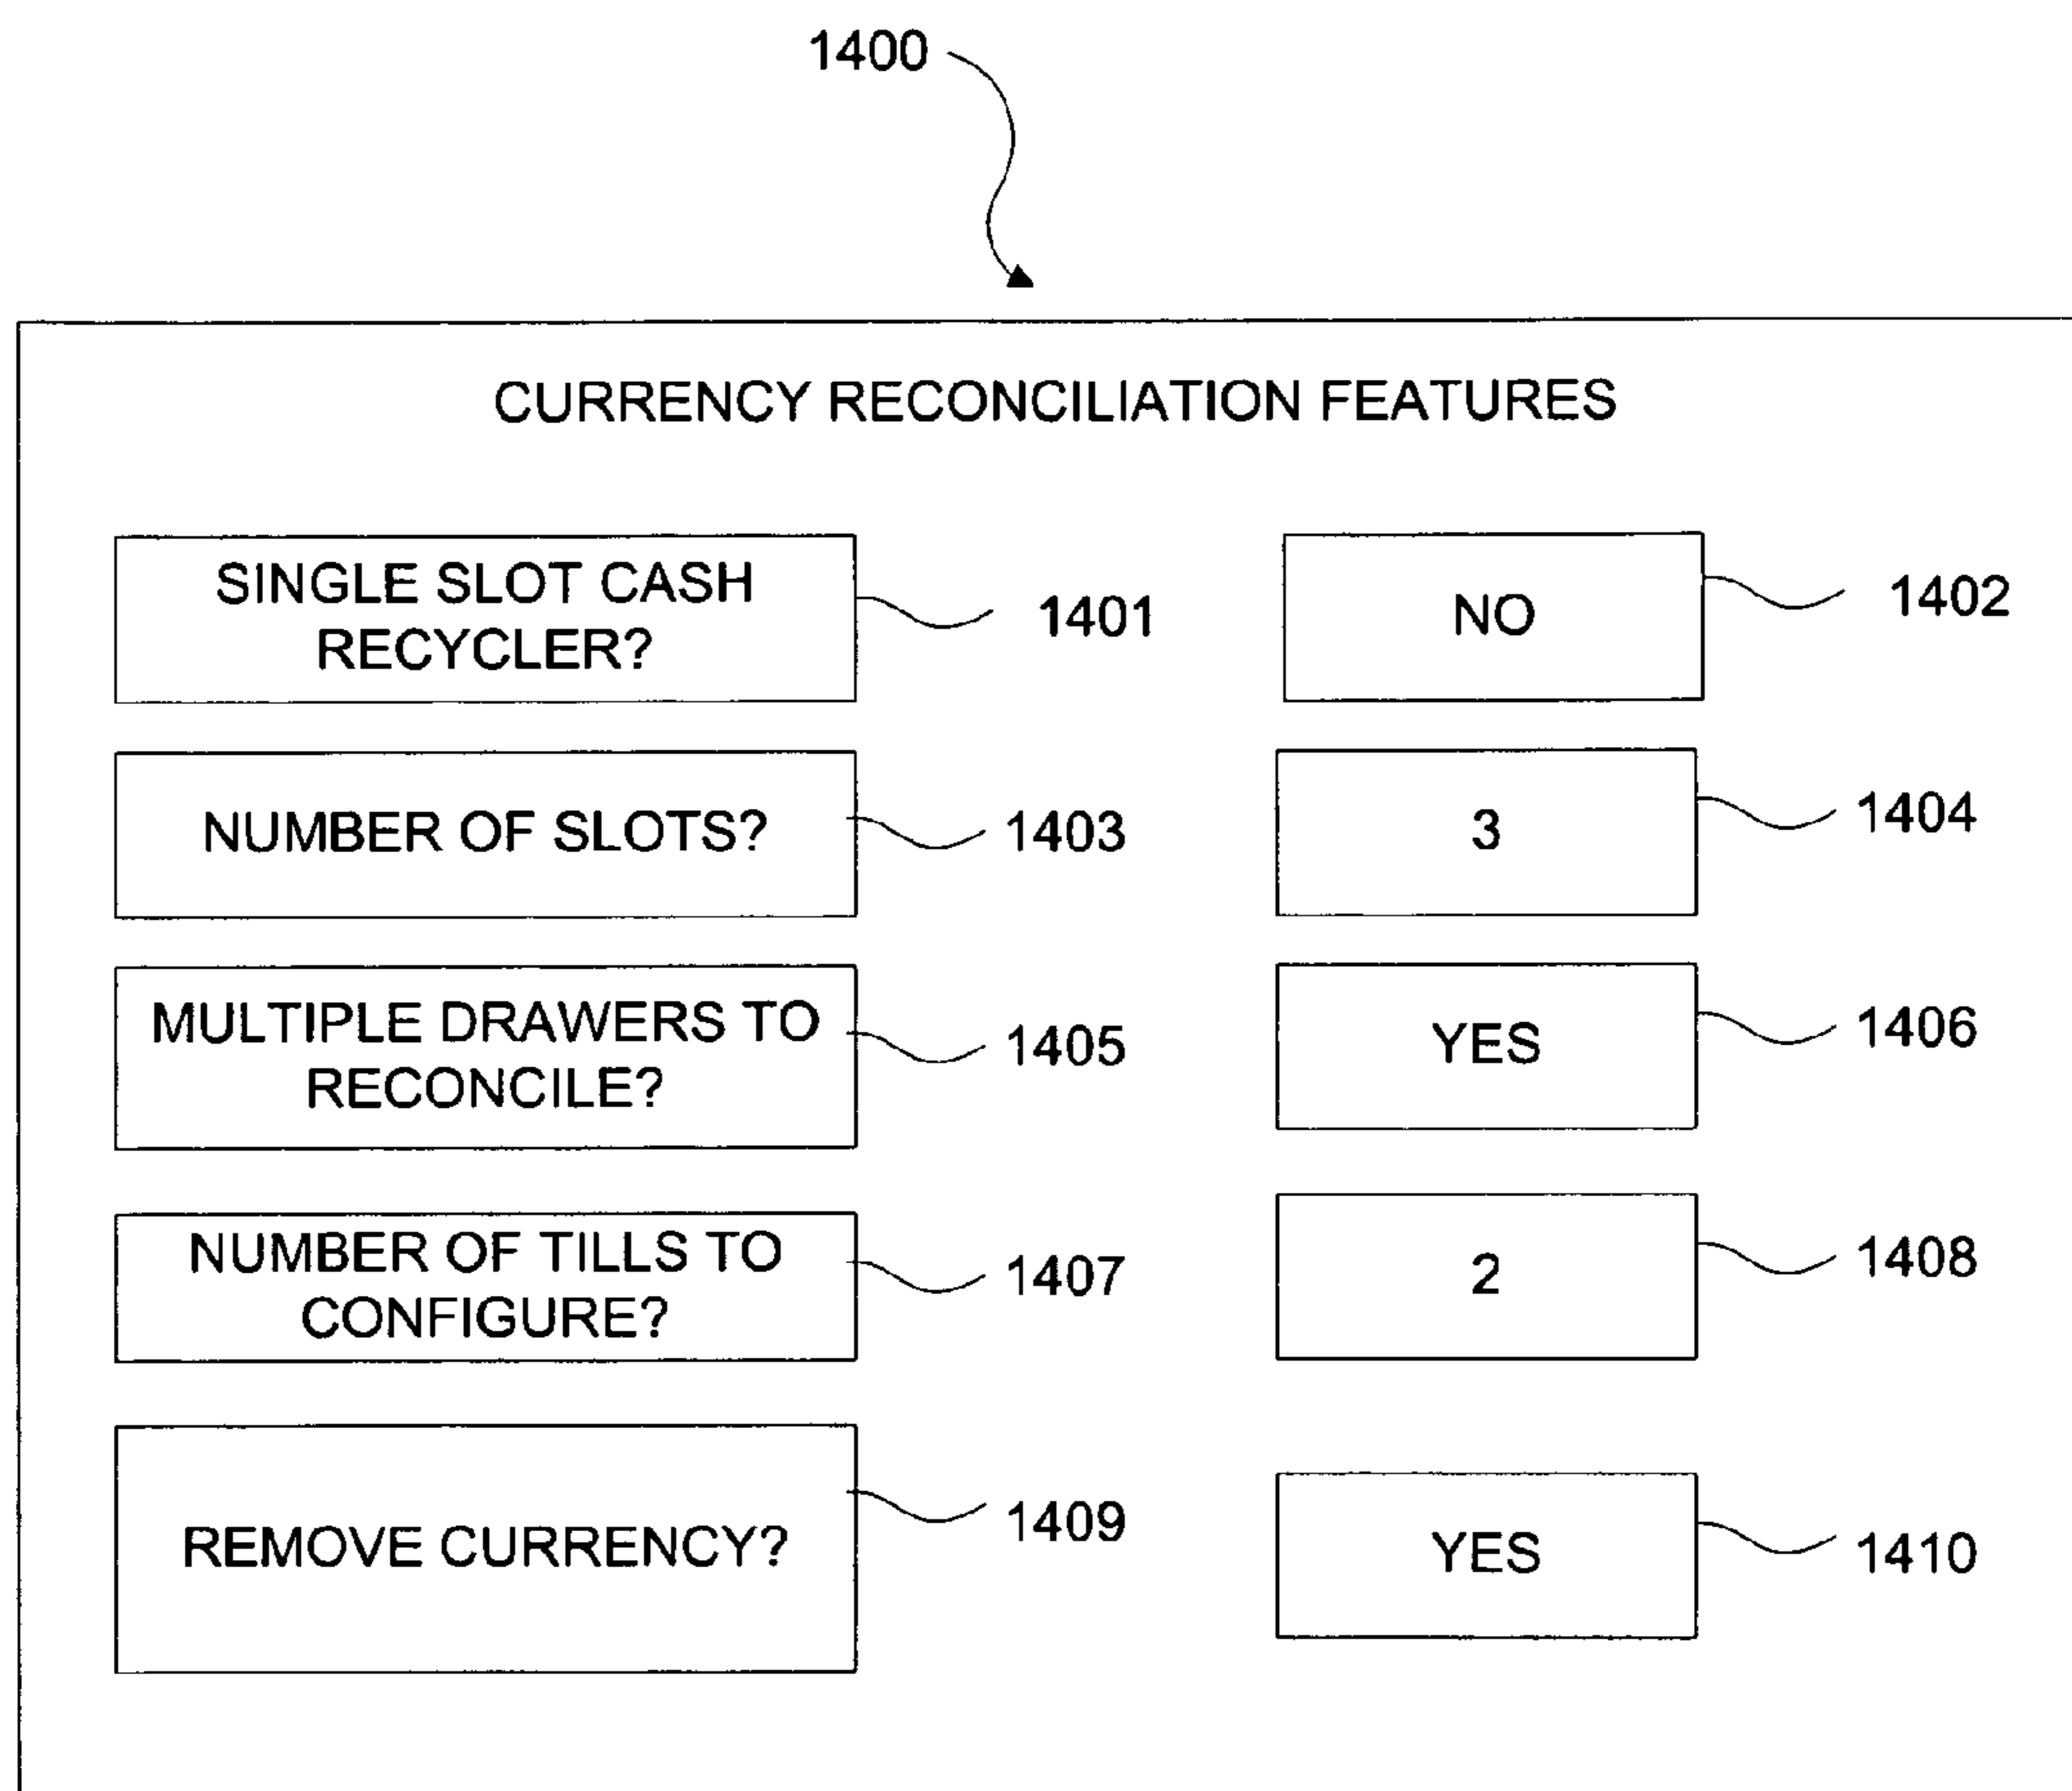 1400
CURRENCY RECONCILIATION FEATURES
SINGLE SLOT CASH
RECYCLER?
1401
NO
1402
NUMBER OF SLOTS?
1403
3
1404
MULTIPLE DRAWERS TO
RECONCILE?
1405
YES
1406
NUMBER OF TILLS TO
CONFIGURE?
1407
2
1408
REMOVE CURRENCY?
1409
YES
1410